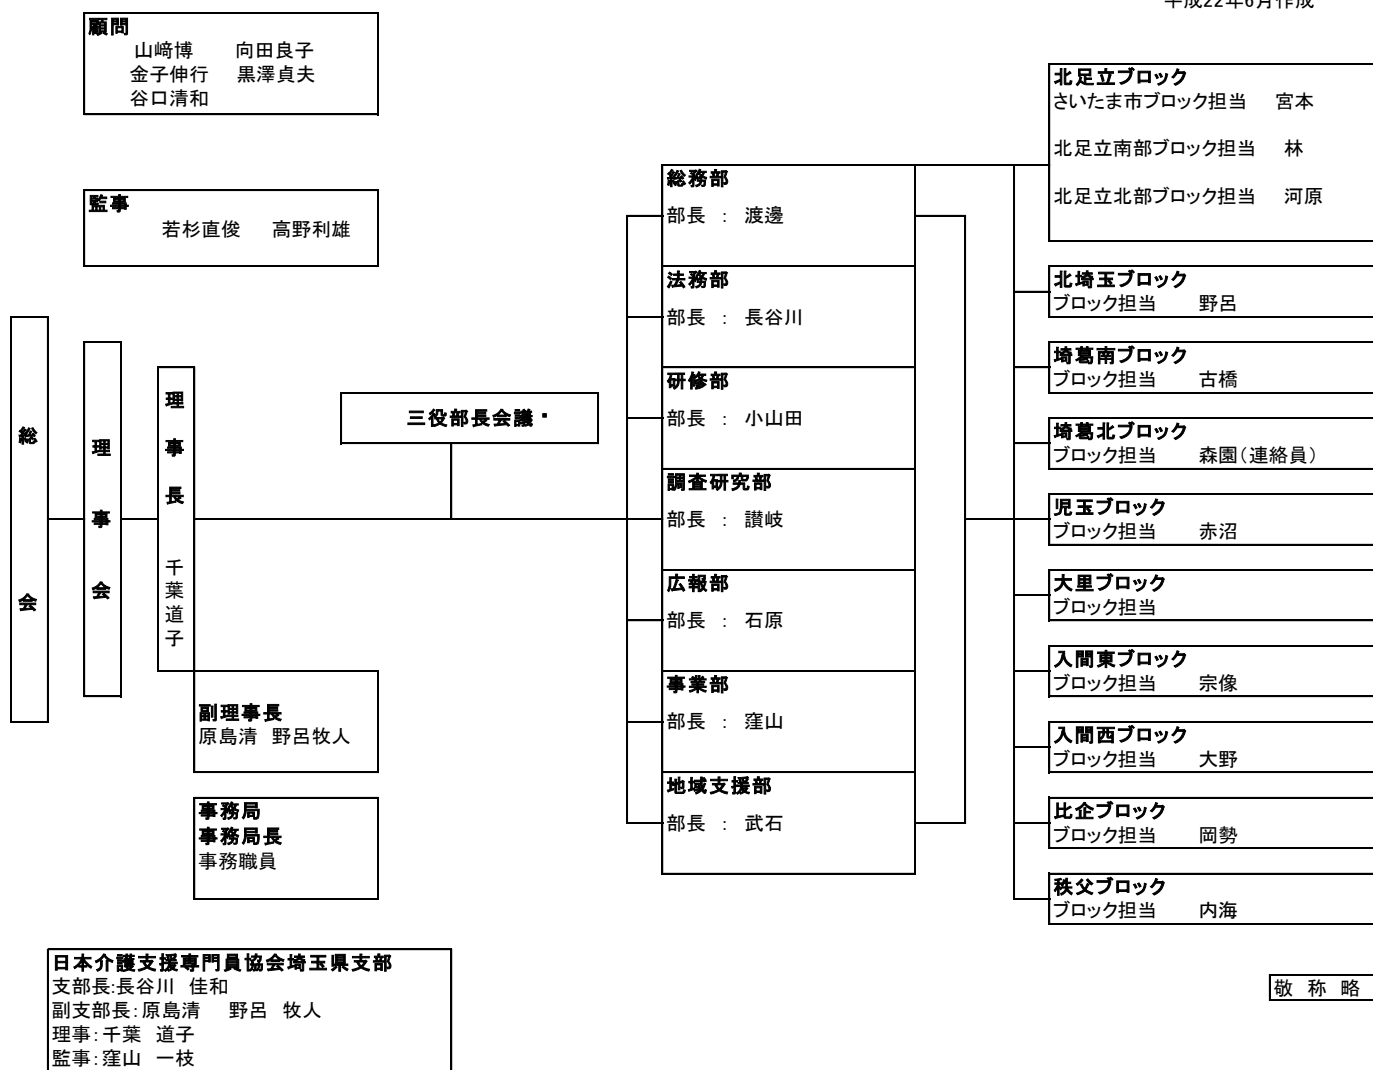 平成22年6月作成
顧問
山﨑博　向田良子
金子伸行　黒澤貞夫
谷口清和
監事
若杉直俊　高野利雄
総会
理事会
理事長　千葉道子
副理事長
原島清　野呂牧人
事務局
事務局長
事務職員
三役部長会議
総務部
部長　：　渡邊
法務部
部長　：　長谷川
研修部
部長　：　小山田
調査研究部
部長　：　讃岐
広報部
部長　：　石原
事業部
部長　：　窪山
地域支援部
部長　：　武石
北足立ブロック
さいたま市ブロック担当　宮本
北足立南部ブロック担当　林
北足立北部ブロック担当　河原
北埼玉ブロック
ブロック担当　野呂
埼葛南ブロック
ブロック担当　古橋
埼葛北ブロック
ブロック担当　森園（連絡員）
児玉ブロック
ブロック担当　赤沼
大里ブロック
ブロック担当
入間東ブロック
ブロック担当　宗像
入間西ブロック
ブロック担当　大野
比企ブロック
ブロック担当　岡勢
秩父ブロック
ブロック担当　内海
日本介護支援専門員協会埼玉県支部
支部長:長谷川　佳和
副支部長:原島清　野呂　牧人
理事:千葉　道子
監事:窪山　一枝
敬　称　略